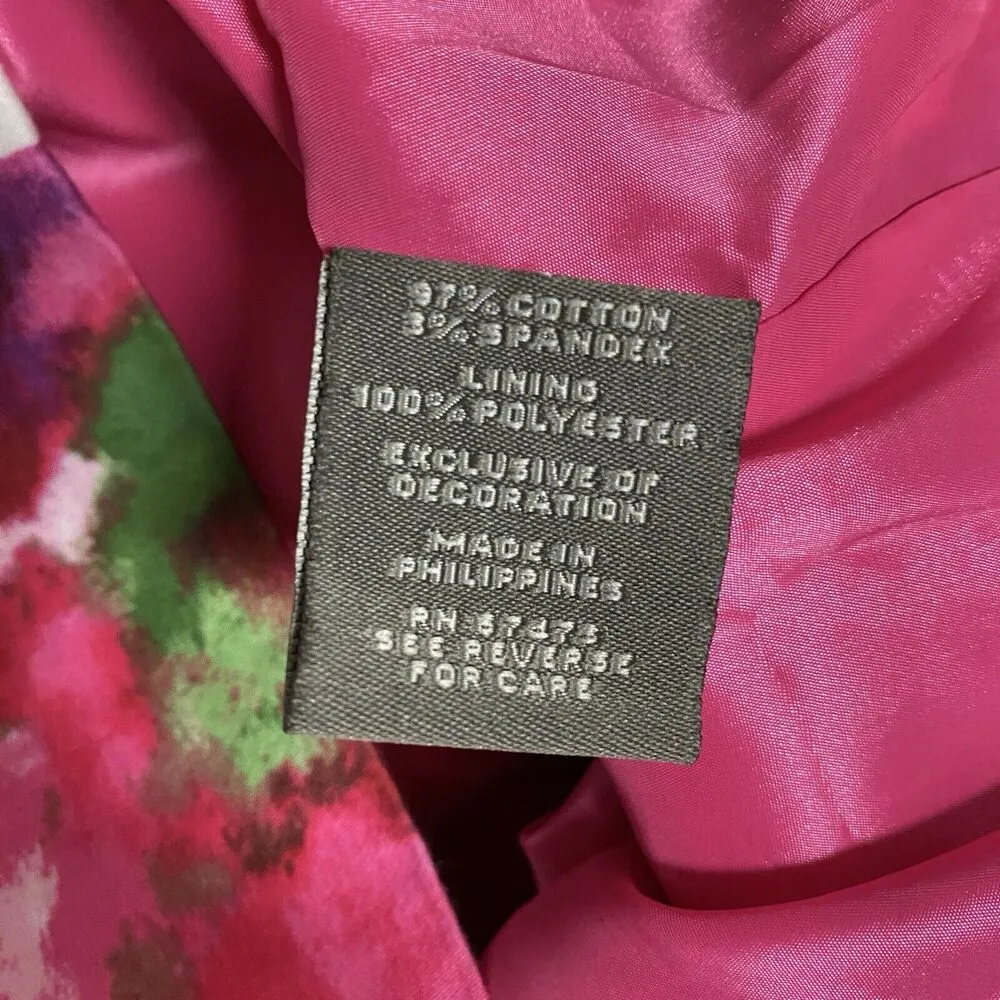 97% COTTON
3% SPANDEX
LINING
100% POLYESTER
EXCLUSIVE OF
DECORATION
MADE IN
PHILIPPINES
RN
SEE REVERSE
FOR CARE